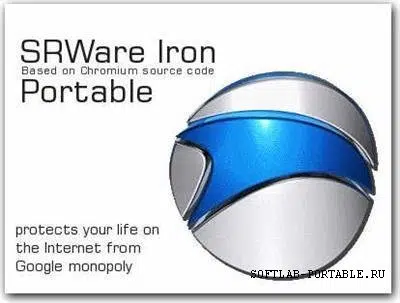 SRWare Iron
Based on Chromium source code
Portable
protects your life on
the Internet from
Google monopoly
SOFTLAB-PORTABLE.RU